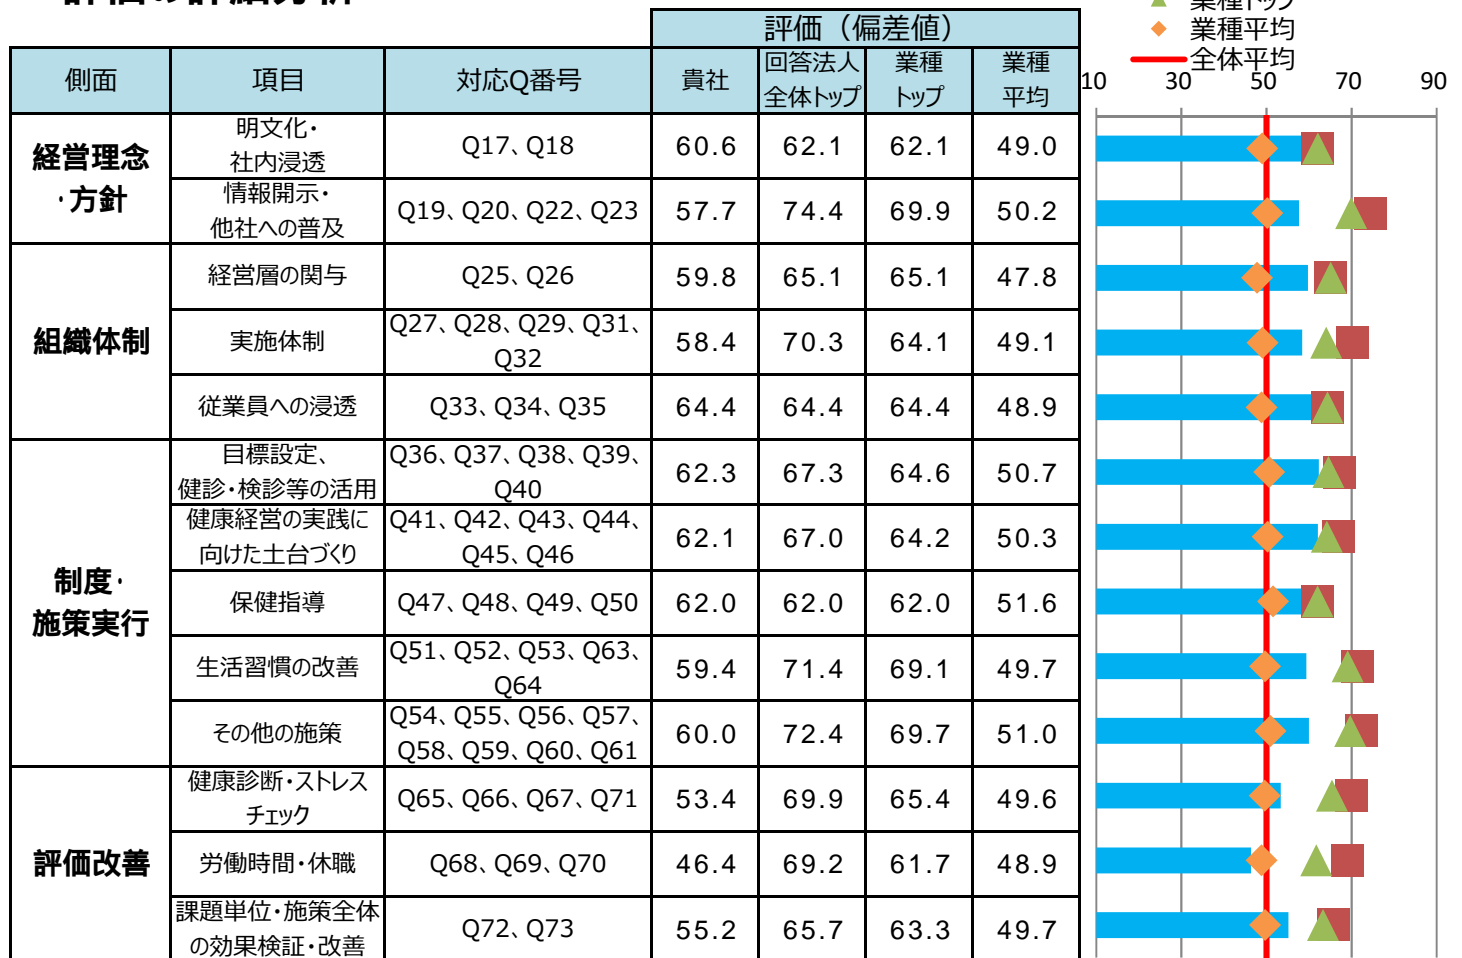 評価の詳細分析
業種トップ
業種平均
全体平均
評価（偏差値）
側面 項目 対応Q番号 貴社 回答法人全体トップ 業種トップ 業種平均
10 30 50 70 90
経営理念・方針
明文化・社内浸透 Q17、Q18 60.6 62.1 62.1 49.0
情報開示・他社への普及 Q19、Q20、Q22、Q23 57.7 74.4 69.9 50.2
組織体制
経営層の関与 Q25、Q26 59.8 65.1 65.1 47.8
実施体制 Q27、Q28、Q29、Q31、Q32 58.4 70.3 64.1 49.1
従業員への浸透 Q33、Q34、Q35 64.4 64.4 64.4 48.9
制度・施策実行
目標設定、健診・検診等の活用 Q36、Q37、Q38、Q39、Q40 62.3 67.3 64.6 50.7
健康経営の実践に向けた土台づくり Q41、Q42、Q43、Q44、Q45、Q46 62.1 67.0 64.2 50.3
保健指導 Q47、Q48、Q49、Q50 62.0 62.0 62.0 51.6
生活習慣の改善 Q51、Q52、Q53、Q63、Q64 59.4 71.4 69.1 49.7
その他の施策 Q54、Q55、Q56、Q57、Q58、Q59、Q60、Q61 60.0 72.4 69.7 51.0
評価改善
健康診断・ストレスチェック Q65、Q66、Q67、Q71 53.4 69.9 65.4 49.6
労働時間・休職 Q68、Q69、Q70 46.4 69.2 61.7 48.9
課題単位・施策全体の効果検証・改善 Q72、Q73 55.2 65.7 63.3 49.7